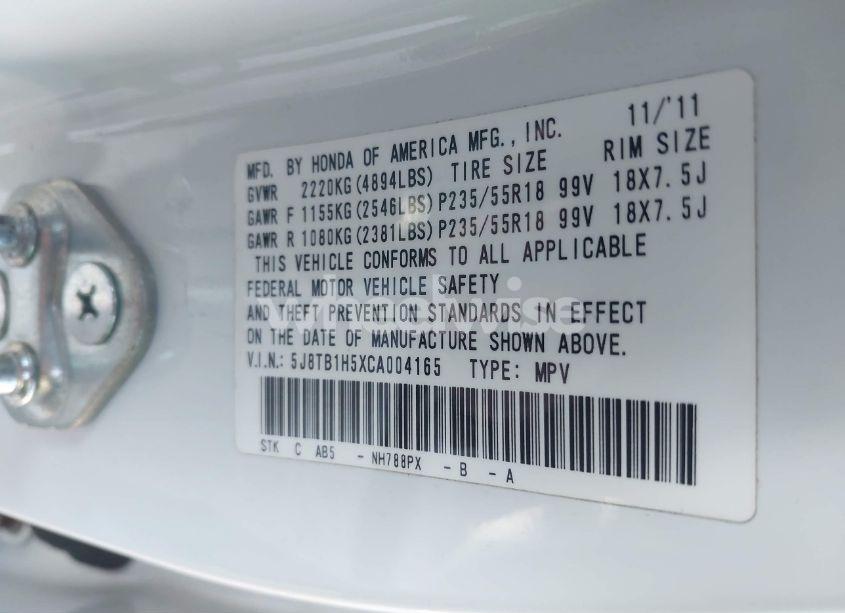 11/'11
MFD. BY HONDA OF AMERICA MFG., INC.
GVWR 2220KG(4894LBS) TIRE SIZE RIM SIZE
GAWR F 1155KG(2546LBS) P235/55R18 99V 18X7.5J
GAWR R 1080KG(2381LBS) P235/55R18 99V 18X7.5J
THIS VEHICLE CONFORMS TO ALL APPLICABLE
FEDERAL MOTOR VEHICLE SAFETY
AND THEFT PREVENTION STANDARDS IN EFFECT
ON THE DATE OF MANUFACTURE SHOWN ABOVE.
V.I.N.: 5J8TB1H5XCA004165 TYPE: MPV
STK C AB5 - NH788PX - B - A
wheelwise